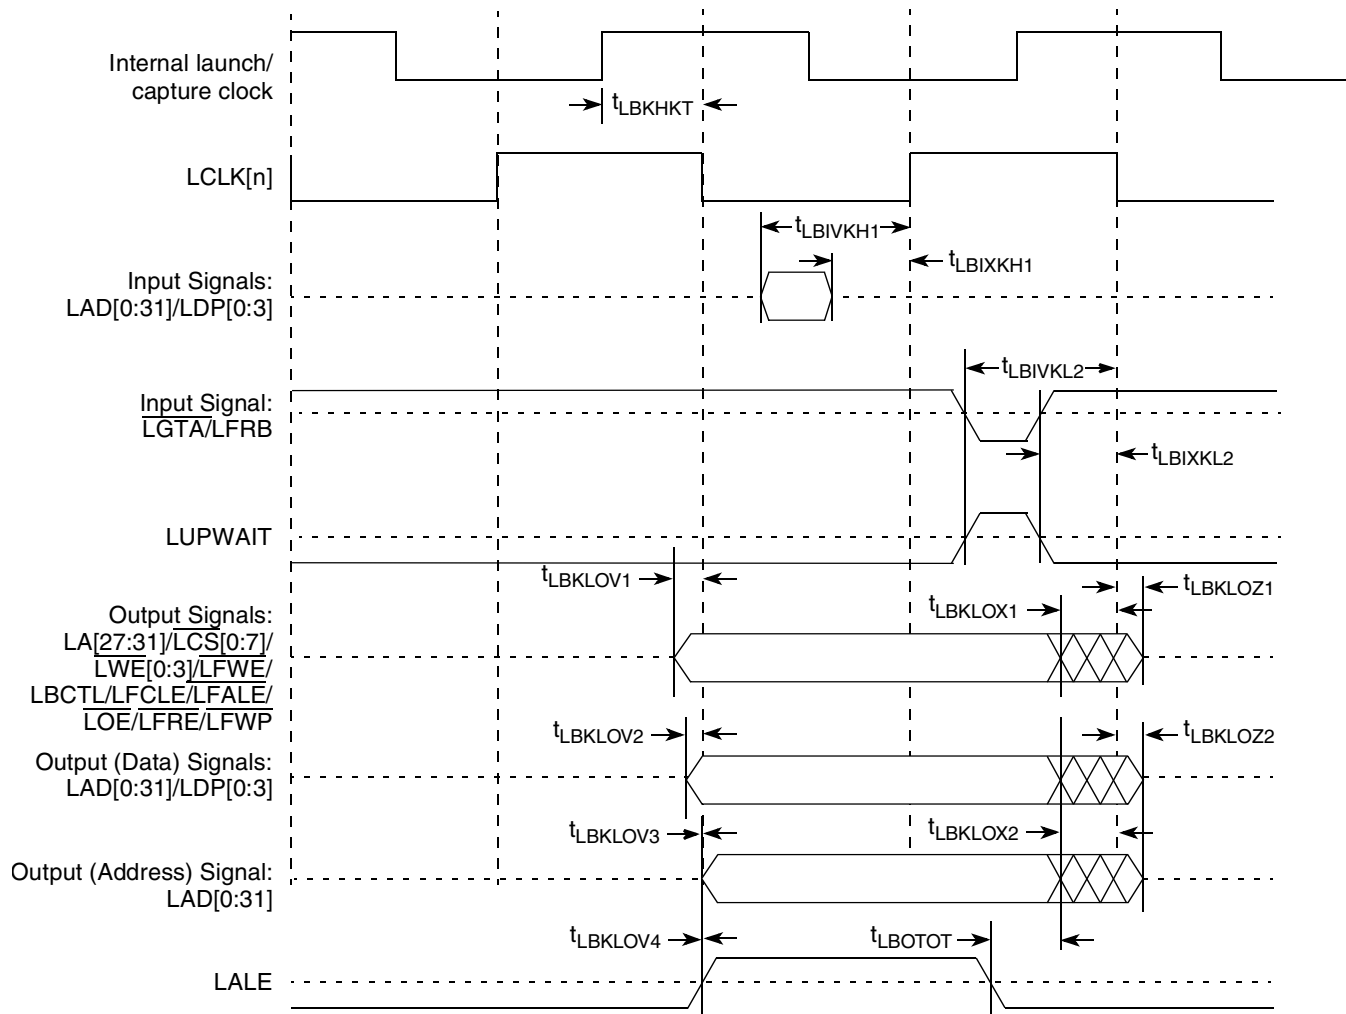 Internal launch/
capture clock
tLBKHKT
LCLK[n]
tLBIVKH1
tLBIXKH1
Input Signals:
LAD[0:31]/LDP[0:3]
tLBIVKL2
Input Signal:
LGTA/LFRB
tLBIXKL2
LUPWAIT
tLBKLOV1
tLBKLOZ1
tLBKLOX1
Output Signals:
LA[27:31]/LCS[0:7]/
LWE[0:3]/LFWE/
LBCTL/LFCLE/LFALE/
LOE/LFRE/LFWP
tLBKLOV2
tLBKLOZ2
Output (Data) Signals:
LAD[0:31]/LDP[0:3]
tLBKLOV3
tLBKLOX2
Output (Address) Signal:
LAD[0:31]
tLBKLOV4
tLBOTOT
LALE